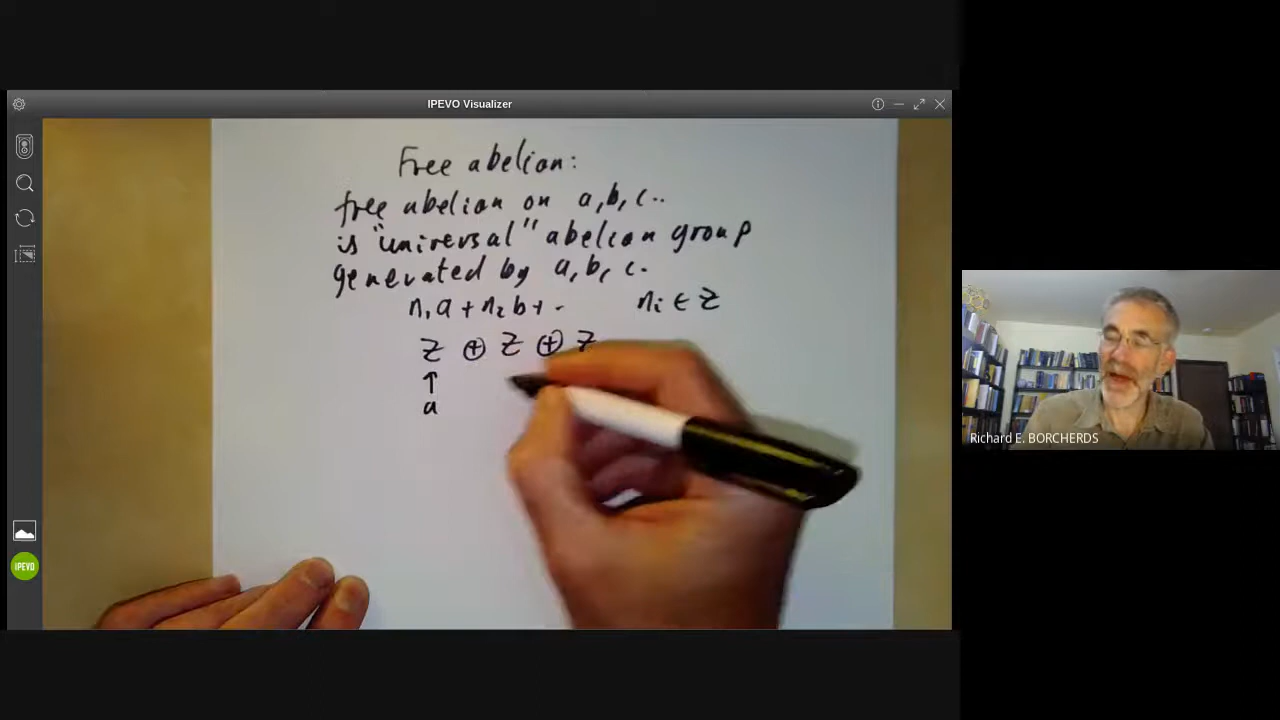 IPEVO Visualizer
Free abelian:
free abelian on a, b, c..
is "universal" abelian group
generated by a, b, c.
n₁a + n₂b + - nᵢ ∈ Z
Z ⊕ Z ⊕ Z
↑
a
Richard E. BORCHERDS
IPEVO